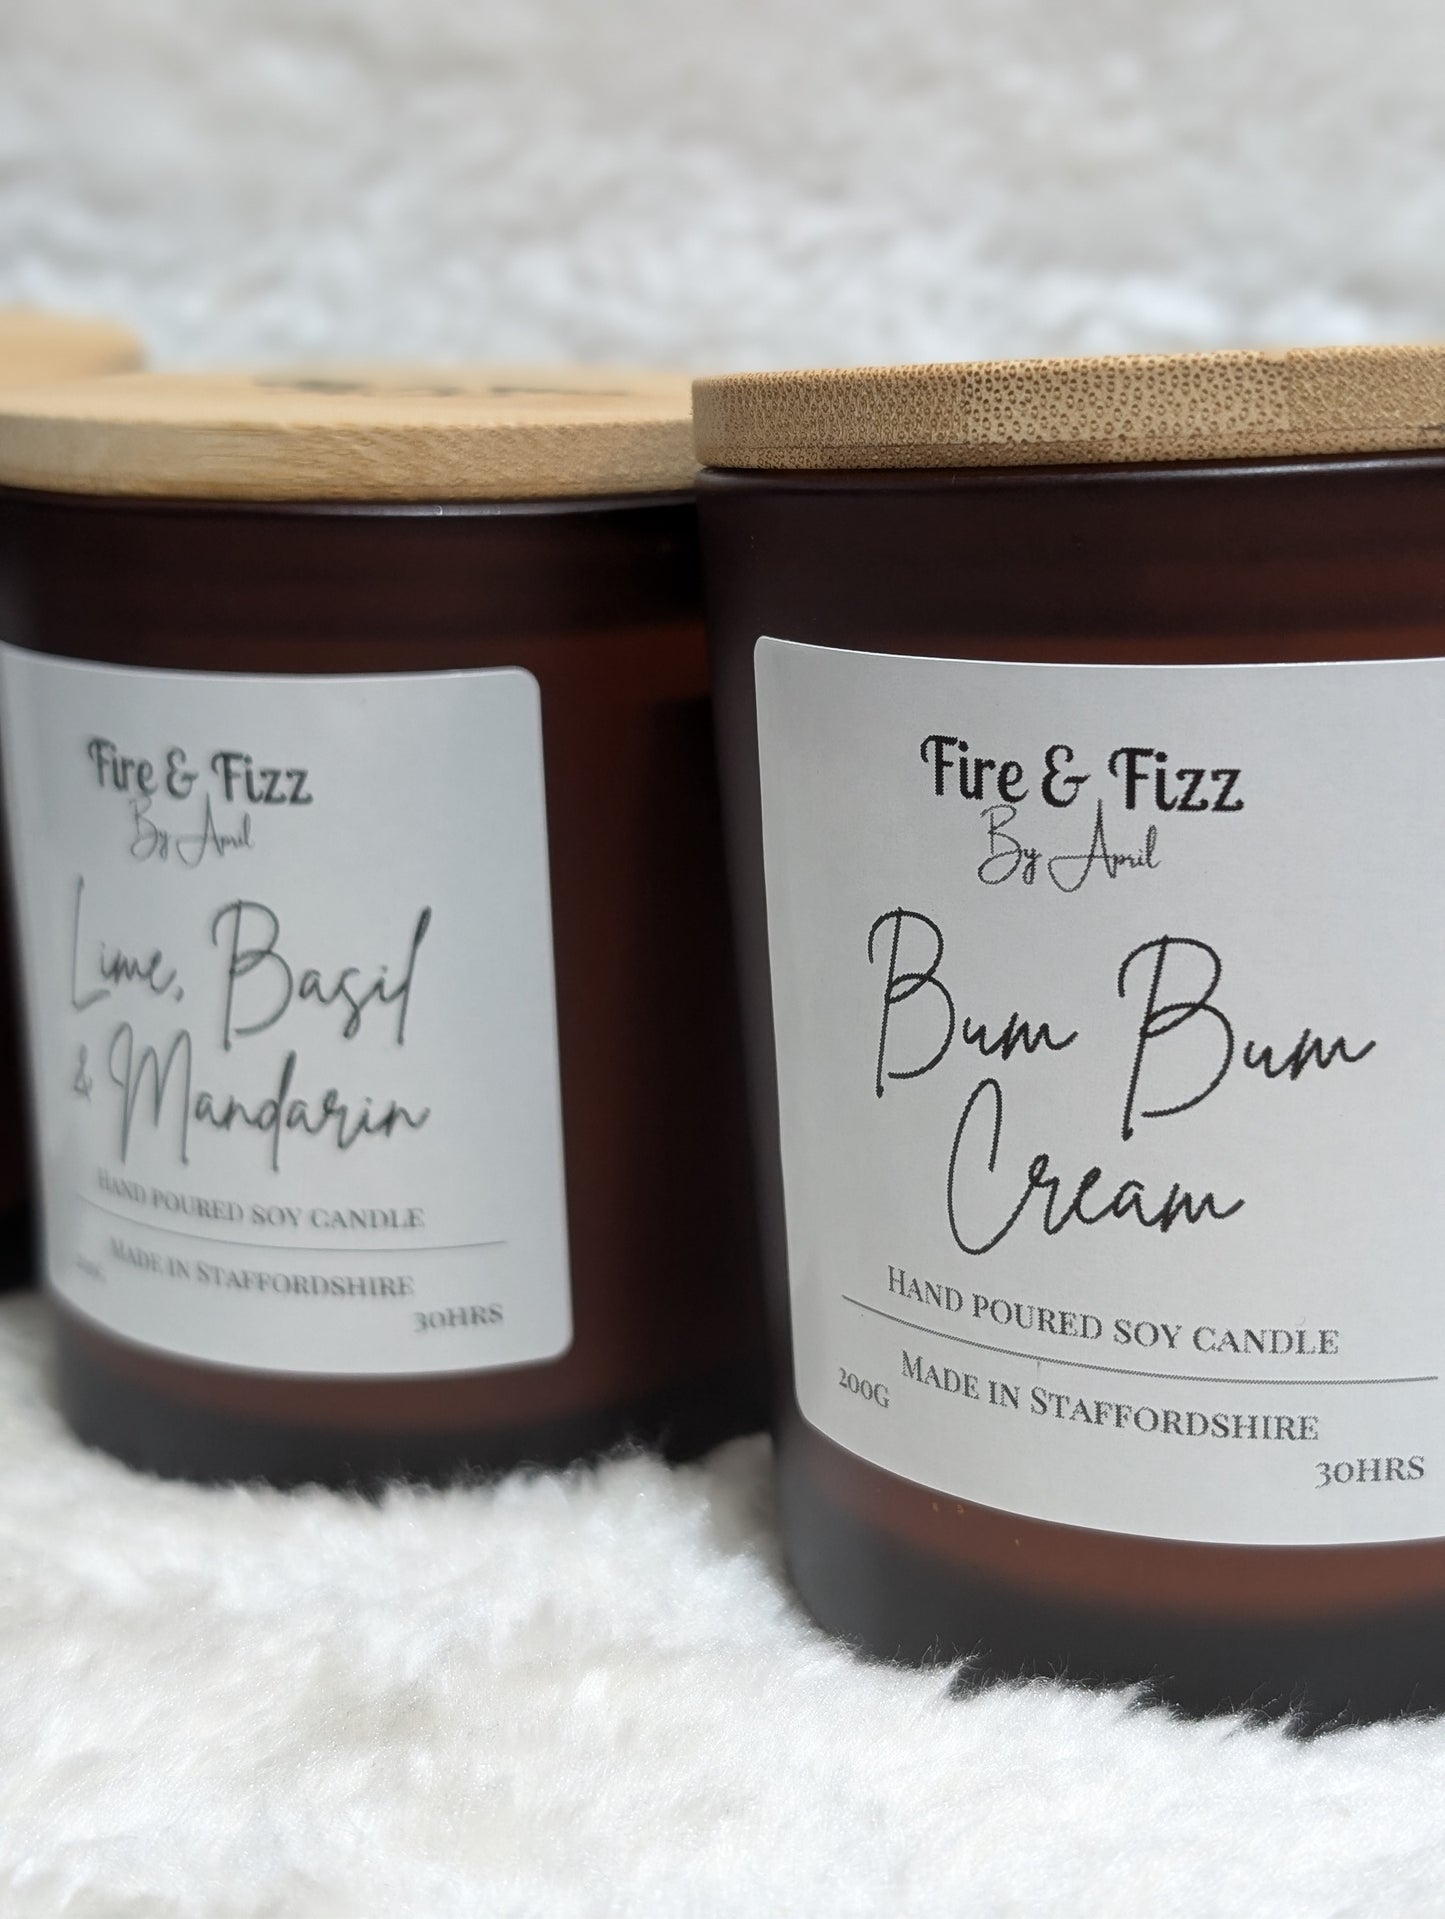 Fire & Fizz
By April
Lime, Basil
& Mandarin
HAND POURED SOY CANDLE
MADE IN STAFFORDSHIRE
30HRS
Fire & Fizz
By April
Bum Bum
Cream
HAND POURED SOY CANDLE
200G
MADE IN STAFFORDSHIRE
30HRS